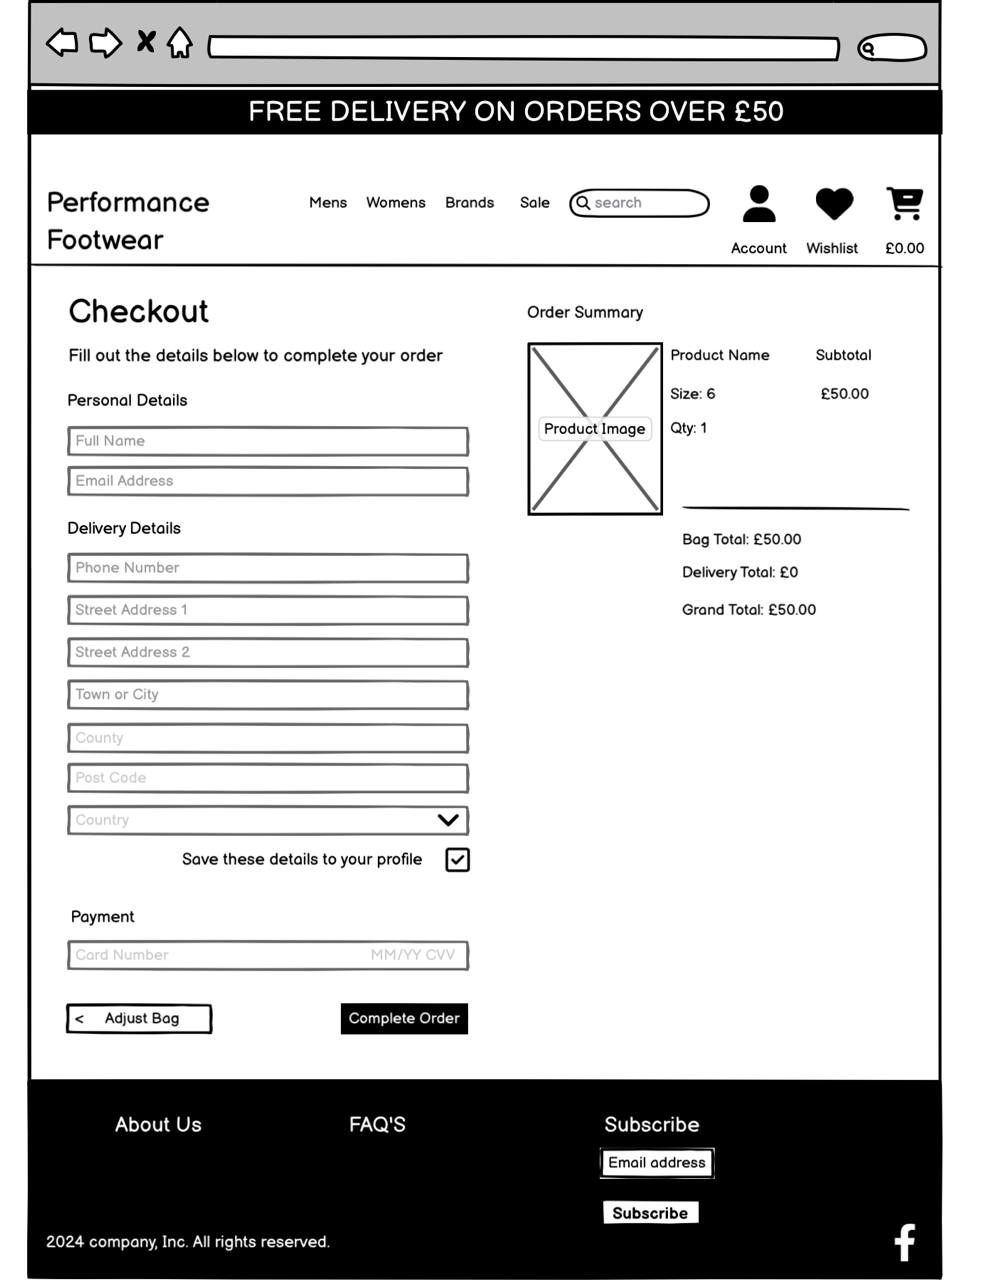 FREE DELIVERY ON ORDERS OVER £50
Performance
Footwear
Mens Womens Brands Sale search
Account Wishlist £0.00
Checkout
Fill out the details below to complete your order
Personal Details
Full Name
Email Address
Delivery Details
Phone Number
Street Address 1
Street Address 2
Town or City
County
Post Code
Country
Save these details to your profile
Payment
Card Number MM/YY CVV
< Adjust Bag Complete Order
Order Summary
Product Image
Product Name Subtotal
Size: 6 £50.00
Qty: 1
Bag Total: £50.00
Delivery Total: £0
Grand Total: £50.00
About Us FAQ'S Subscribe
Email address
Subscribe
2024 company, Inc. All rights reserved.